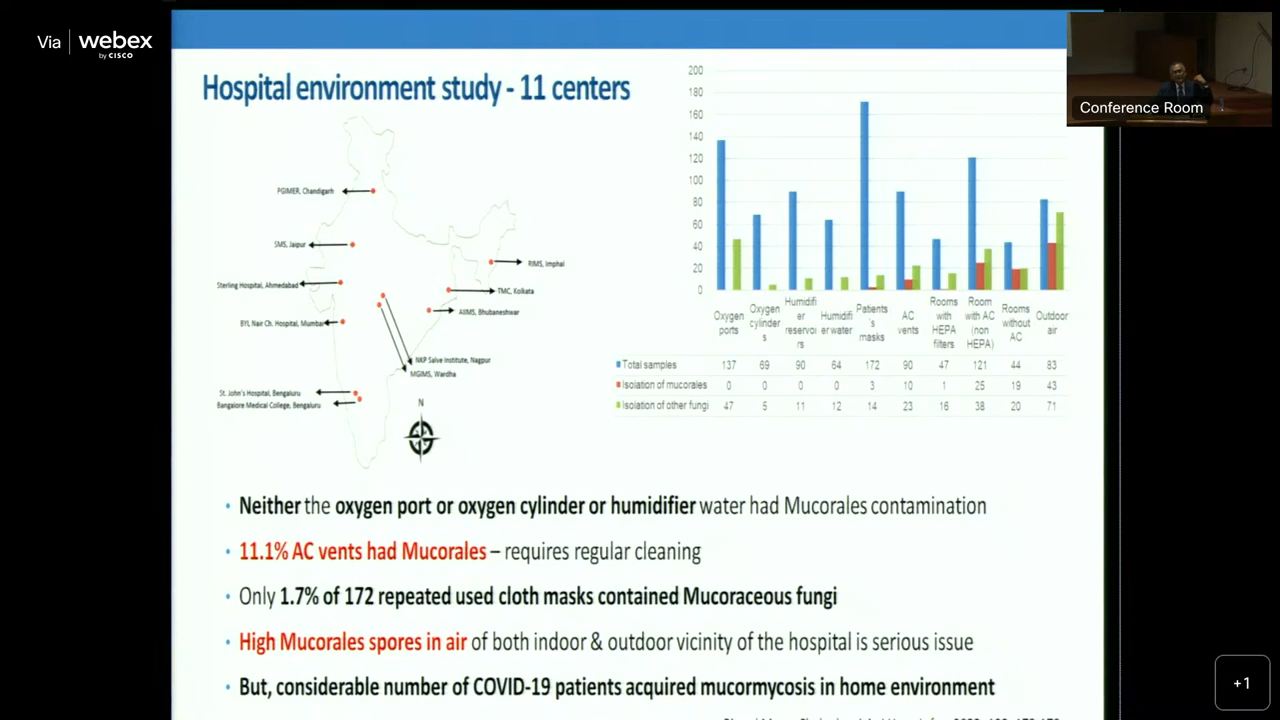 Via webex
by CISCO
Conference Room
Hospital environment study - 11 centers
PGIMER, Chandigarh
SMS, Jaipur
Sterling Hospital, Ahmedabad
BYL Nair Ch. Hospital, Mumbai
St. John's Hospital, Bengaluru
Bangalore Medical College, Bengaluru
RIMS, Imphal
TMC, Kolkata
AIIMS, Bhubaneshwar
NKP Salve Institute, Nagpur
MGIMS, Wardha
N
200
180
160
140
120
100
80
60
40
20
0
Oxygen ports
Oxygen cylinders
Humidifier reservoirs
Humidifier water
Patients's masks
AC vents
Rooms with HEPA filters
Room with AC (non HEPA)
Rooms without AC
Outdoor air
Total samples 137 69 90 64 172 90 47 121 44 83
Isolation of mucorales 0 0 0 0 3 10 1 25 19 43
Isolation of other fungi 47 5 11 12 14 23 16 38 20 71
• Neither the oxygen port or oxygen cylinder or humidifier water had Mucorales contamination
• 11.1% AC vents had Mucorales – requires regular cleaning
• Only 1.7% of 172 repeated used cloth masks contained Mucoraceous fungi
• High Mucorales spores in air of both indoor & outdoor vicinity of the hospital is serious issue
• But, considerable number of COVID-19 patients acquired mucormycosis in home environment
+1